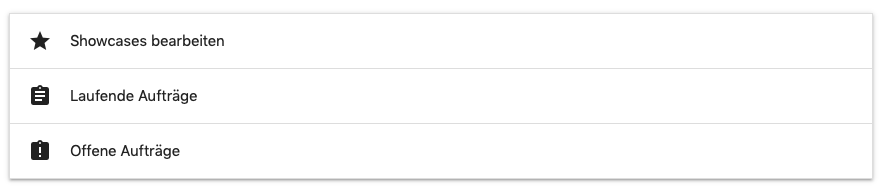 Showcases bearbeiten
Laufende Aufträge
Offene Aufträge